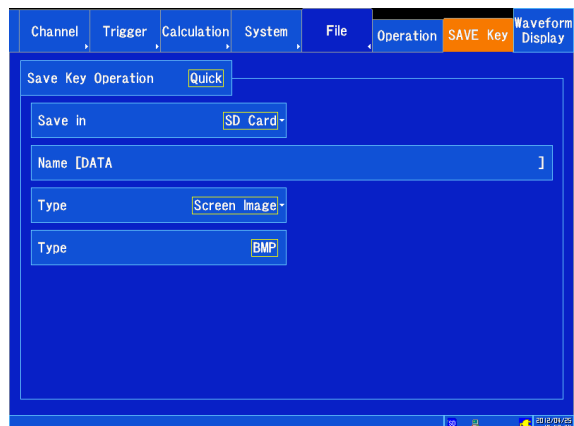 Channel Trigger Calculation System File Operation SAVE Key Waveform Display
Save Key Operation Quick
Save in SD Card
Name [DATA ]
Type Screen Image
Type BMP
SD
2012/01/25